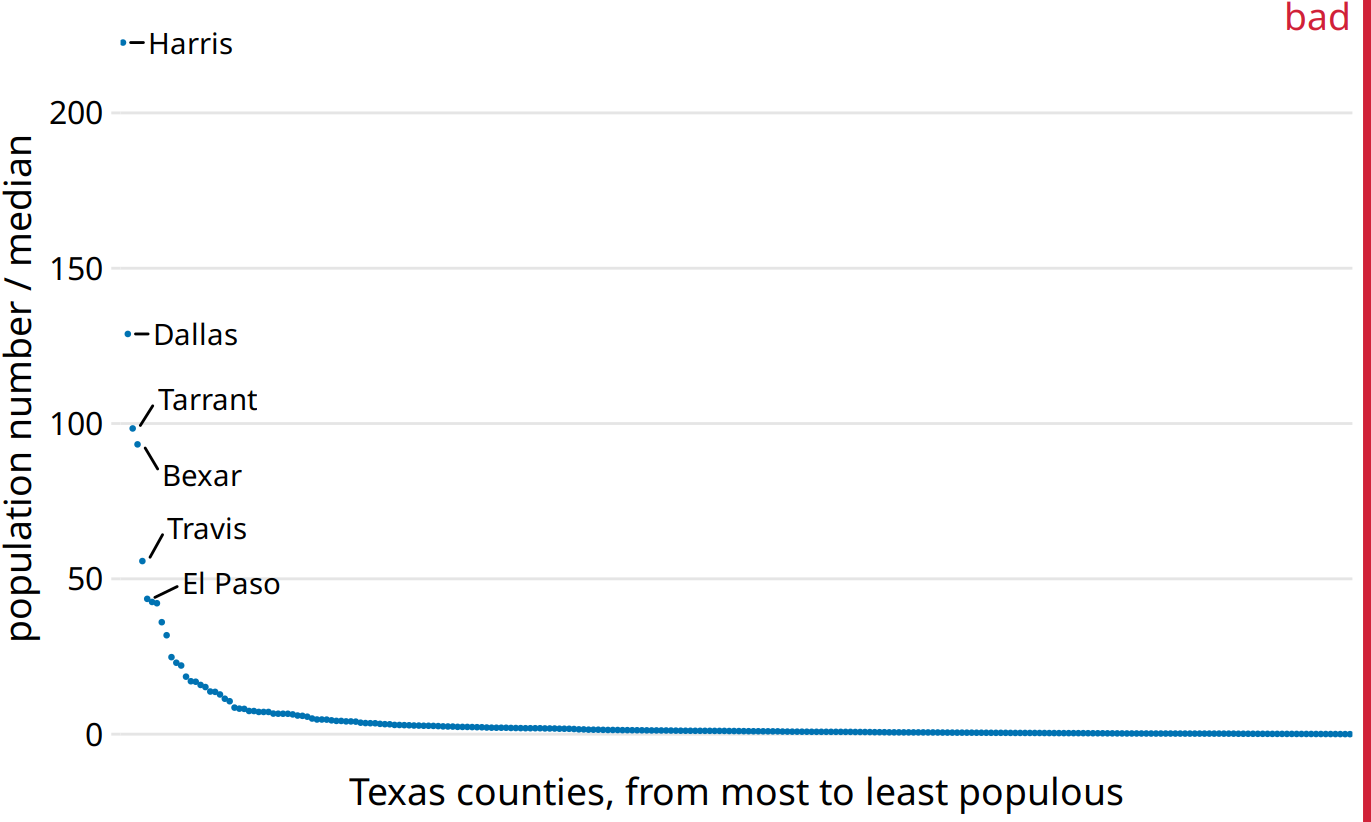 bad
Harris
200
150
Dallas
Tarrant
100
Bexar
Travis
50
El Paso
0
population number / median
Texas counties, from most to least populous